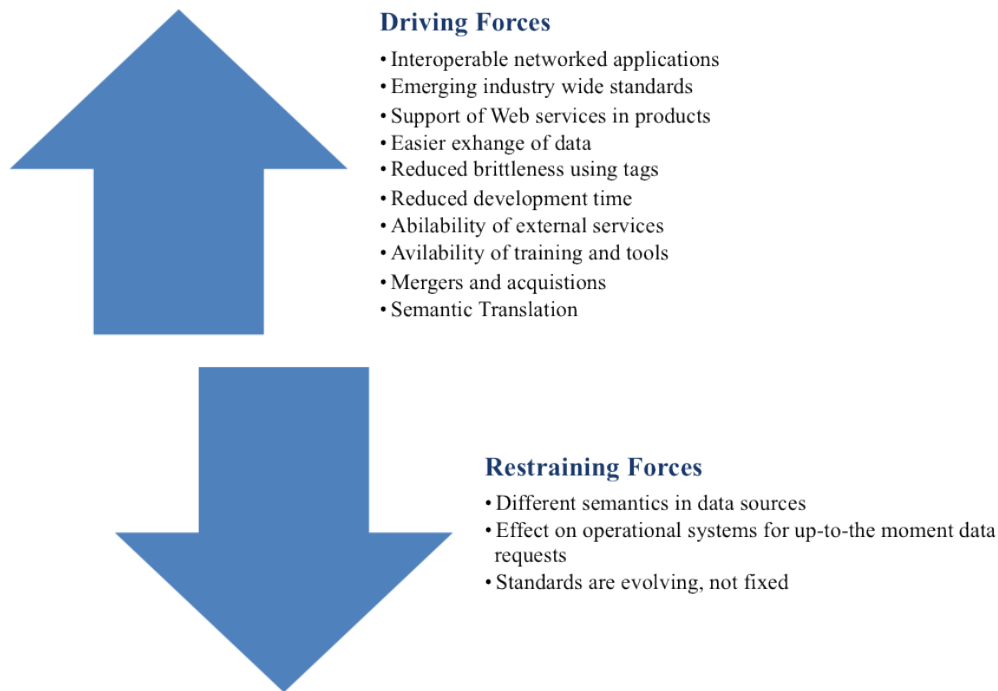 Driving Forces
• Interoperable networked applications
• Emerging industry wide standards
• Support of Web services in products
• Easier exhange of data
• Reduced brittleness using tags
• Reduced development time
• Abilability of external services
• Avilability of training and tools
• Mergers and acquistions
• Semantic Translation
Restraining Forces
• Different semantics in data sources
• Effect on operational systems for up-to-the moment data
requests
• Standards are evolving, not fixed